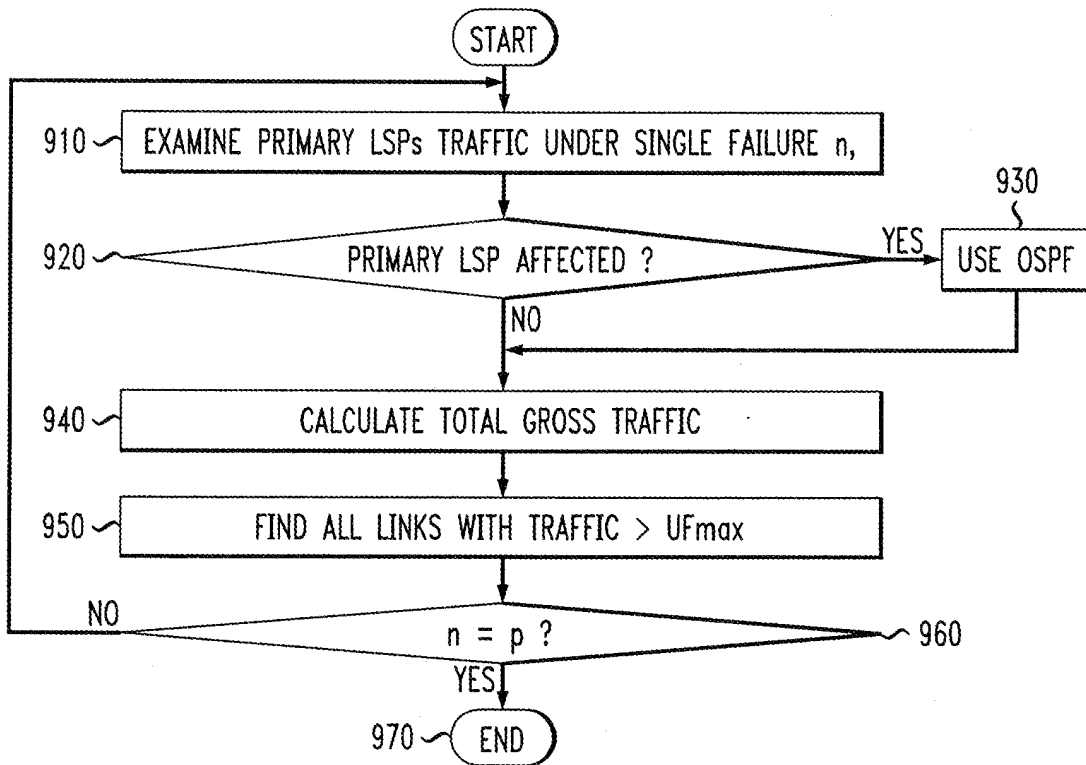 START
910
EXAMINE PRIMARY LSPs TRAFFIC UNDER SINGLE FAILURE n,
930
920
PRIMARY LSP AFFECTED ?
YES
USE OSPF
NO
940
CALCULATE TOTAL GROSS TRAFFIC
950
FIND ALL LINKS WITH TRAFFIC > UFmax
NO
n = p ?
960
YES
970
END